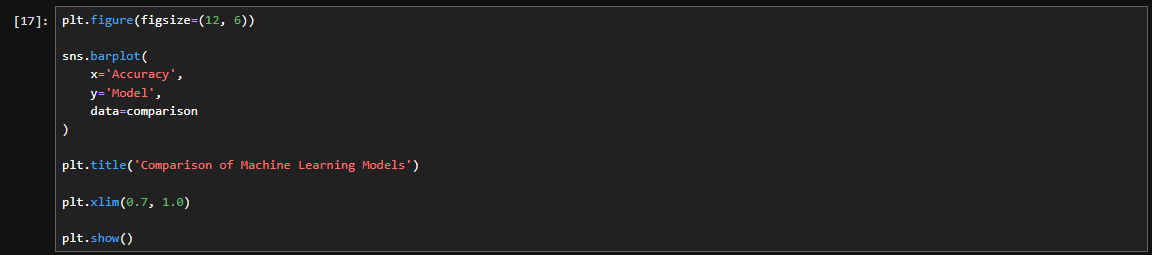 [17]: plt.figure(figsize=(12, 6))
sns.barplot(
    x='Accuracy',
    y='Model',
    data=comparison
)
plt.title('Comparison of Machine Learning Models')
plt.xlim(0.7, 1.0)
plt.show()